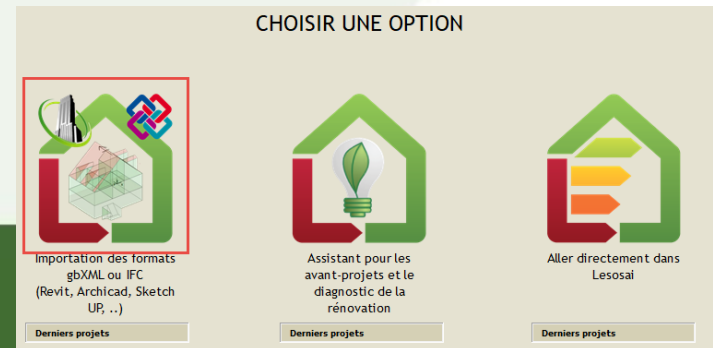 CHOISIR UNE OPTION
Importation des formats
gbXML ou IFC
(Revit, Archicad, Sketch
UP, ..)
Derniers projets
Assistant pour les
avant-projets et le
diagnostic de la
rénovation
Derniers projets
Aller directement dans
Lesosai
Derniers projets